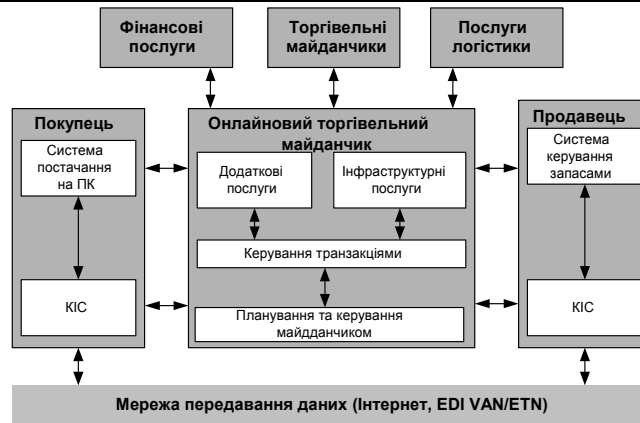 Фінансові
послуги
Торгівельні
майданчики
Послуги
логістики
Покупець
Система
постачання
на ПК
КІС
Онлайновий торгівельний
майданчик
Додаткові
послуги
Інфраструктурні
послуги
Керування транзакціями
Планування та керування
майдданчиком
Продавець
Система
керування
запасами
КІС
Мережа передавання даних (Інтернет, EDI VAN/ETN)